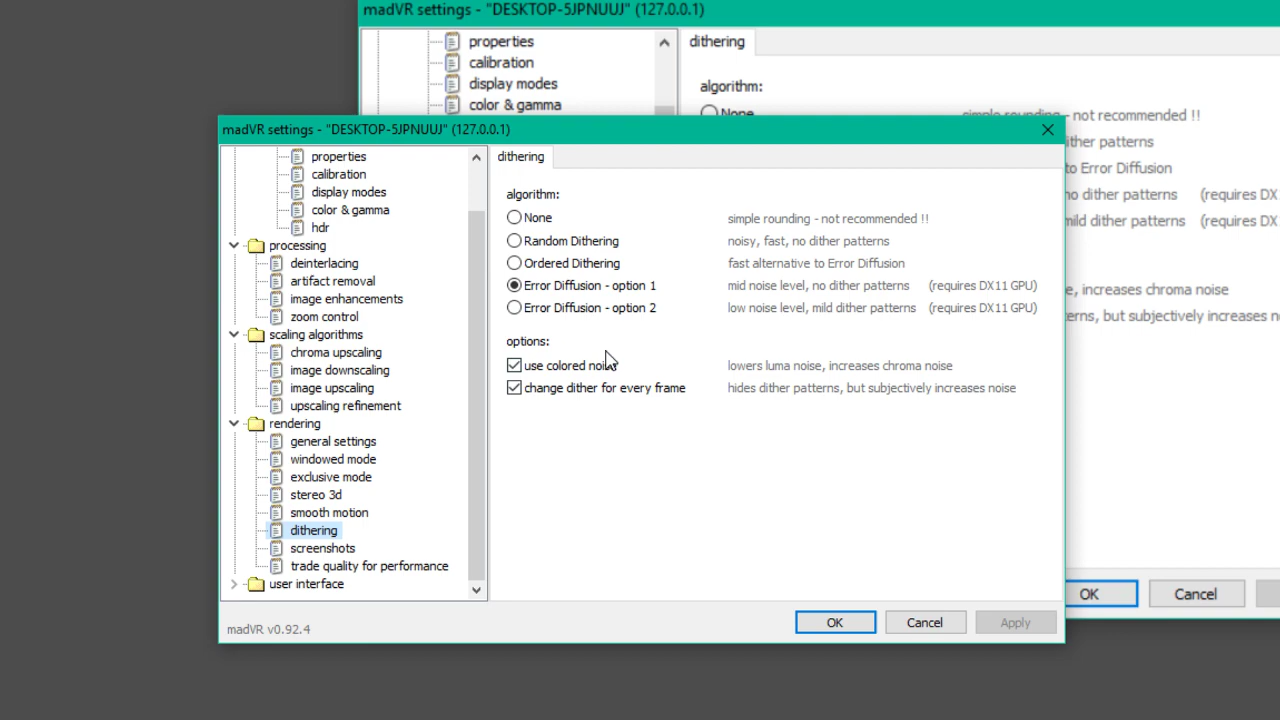 madVR settings - "DESKTOP-5JPNUUJ" (127.0.0.1)
properties
calibration
display modes
color & gamma
dithering
algorithm:
None
simple rounding - not recommended !!
ither patterns
to Error Diffusion
no dither patterns (requires DX
mild dither patterns (requires DX
e, increases chroma noise
erns, but subjectively increases n
OK
Cancel
madVR settings - "DESKTOP-5JPNUUJ" (127.0.0.1)
properties
calibration
display modes
color & gamma
hdr
processing
deinterlacing
artifact removal
image enhancements
zoom control
scaling algorithms
chroma upscaling
image downscaling
image upscaling
upscaling refinement
rendering
general settings
windowed mode
exclusive mode
stereo 3d
smooth motion
dithering
screenshots
trade quality for performance
user interface
madVR v0.92.4
dithering
algorithm:
None simple rounding - not recommended !!
Random Dithering noisy, fast, no dither patterns
Ordered Dithering fast alternative to Error Diffusion
Error Diffusion - option 1 mid noise level, no dither patterns (requires DX11 GPU)
Error Diffusion - option 2 low noise level, mild dither patterns (requires DX11 GPU)
options:
use colored noise lowers luma noise, increases chroma noise
change dither for every frame hides dither patterns, but subjectively increases noise
OK
Cancel
Apply